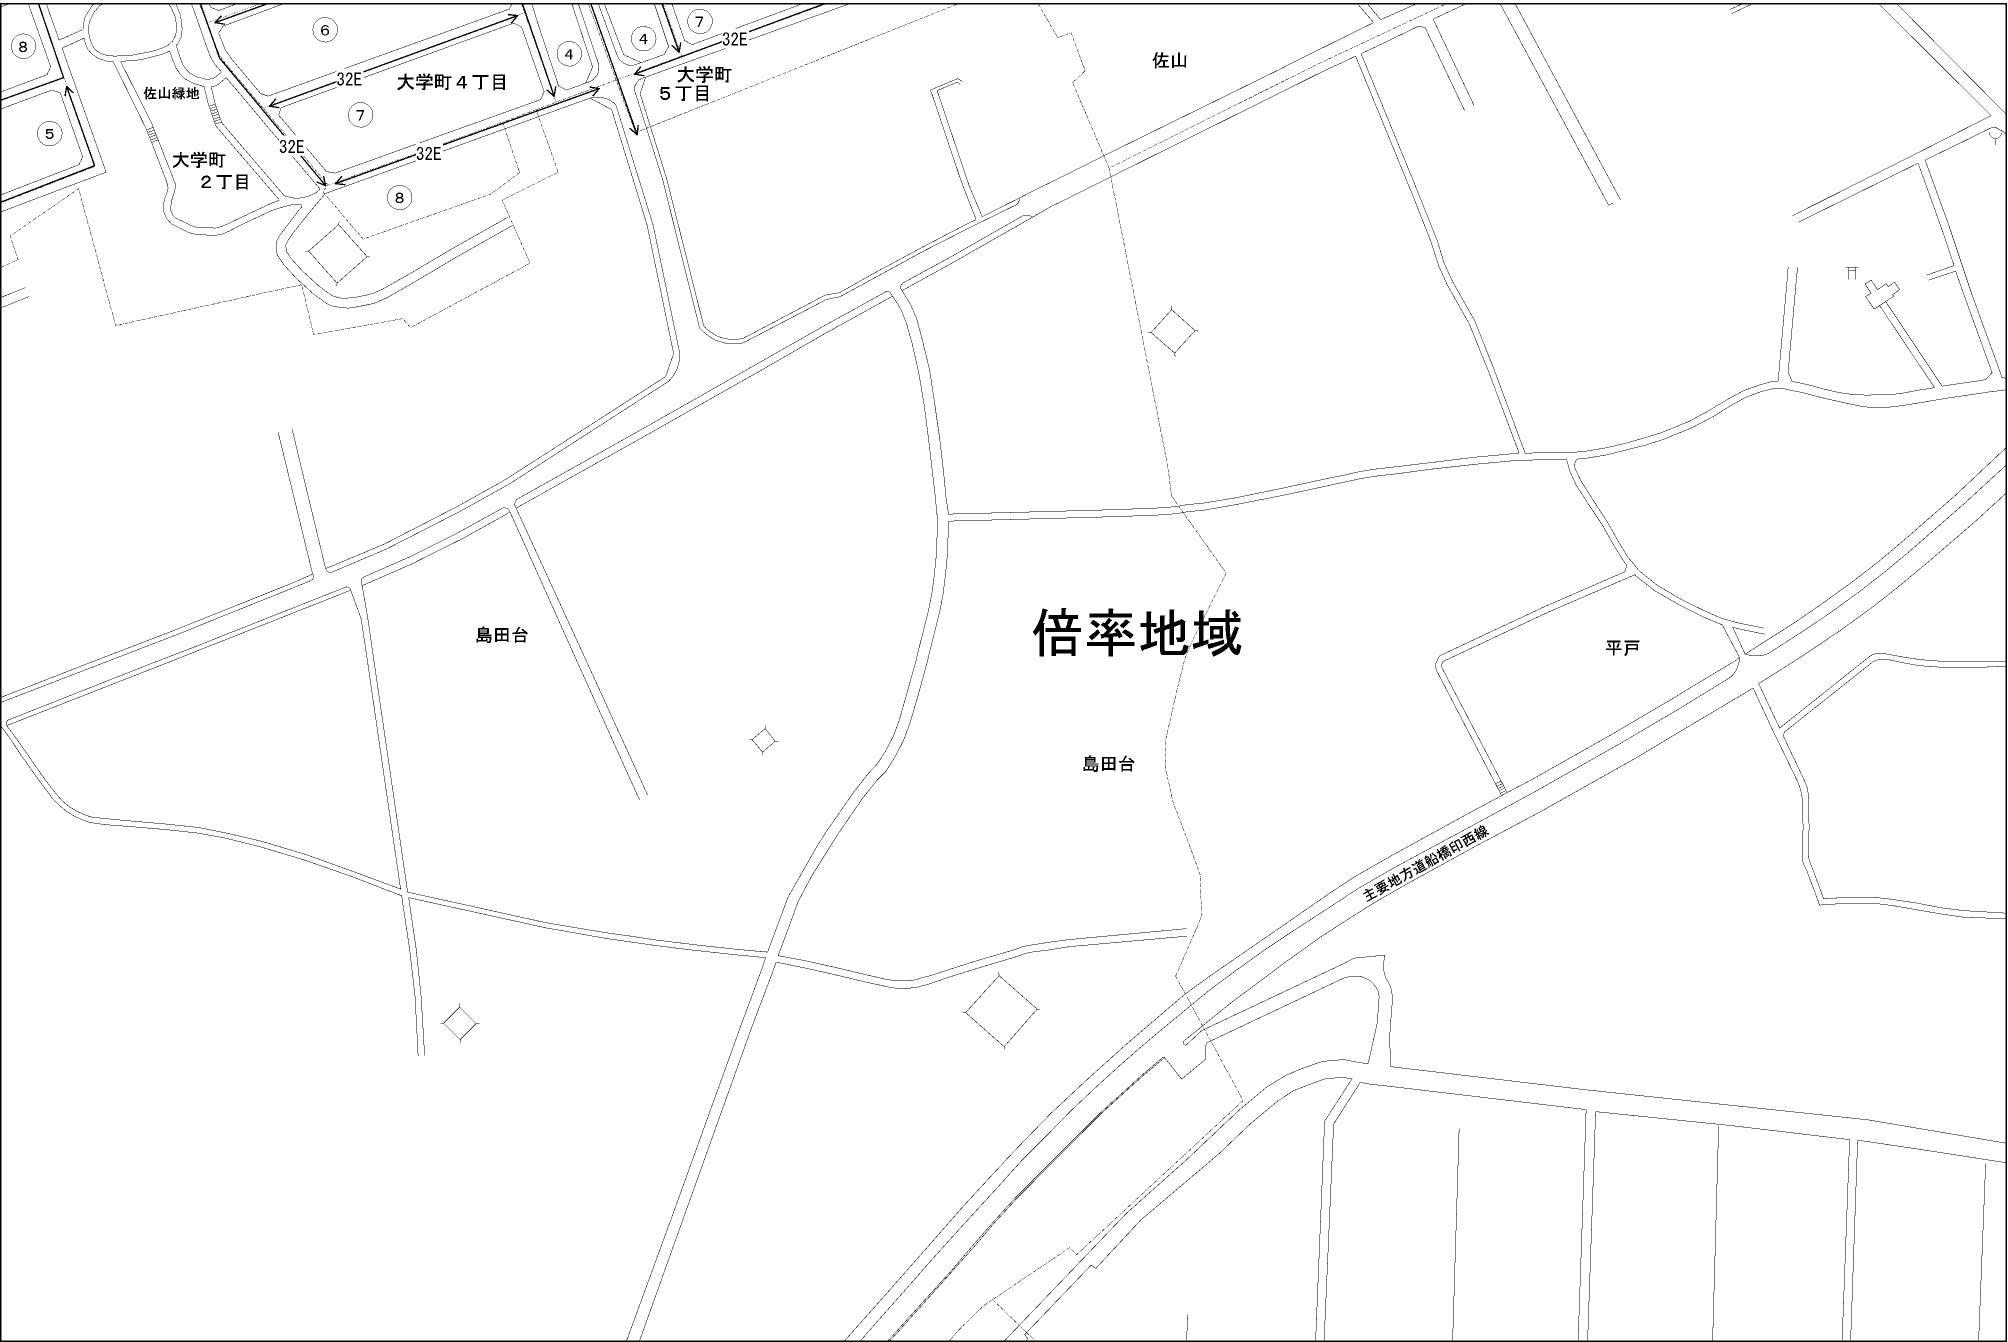 ⑥
④
④
⑦
32E
⑧
佐山
大学町
５丁目
32E
大学町４丁目
佐山緑地
⑦
⑤
32E
32E
大学町
２丁目
⑧
島田台
倍率地域
平戸
島田台
主要地方道船橋印西線